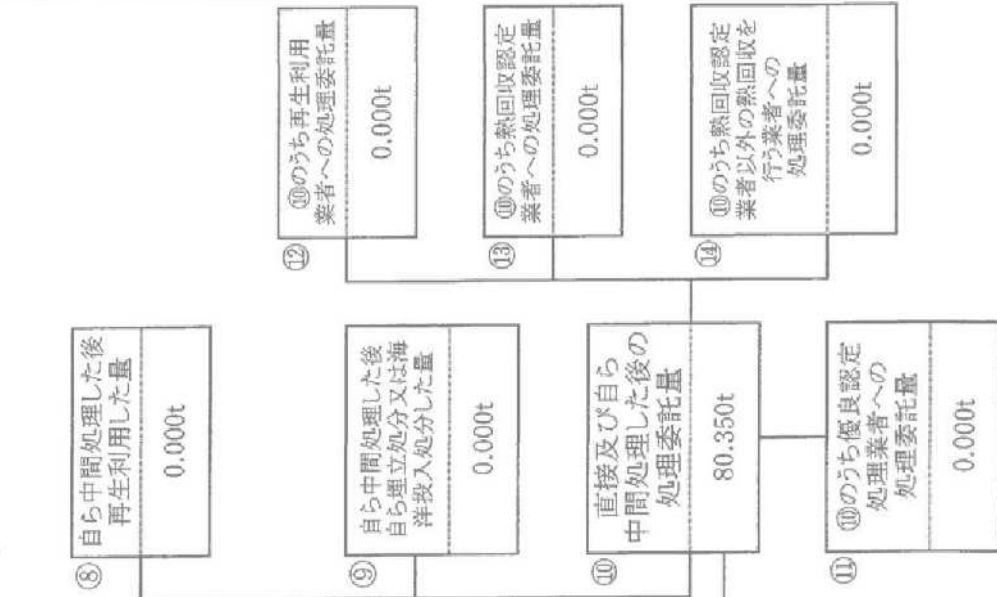 ⑧
自ら中間処理した後
再生利用した量
0.000t
⑨
自ら中間処理した後
自ら埋立処分又は海
洋投入処分した量
0.000t
⑩
直接及び自ら
中間処理した後の
処理委託量
80.350t
⑪
⑩のうち優良認定
処理業者への
処理委託量
0.000t
⑫
⑩のうち再生利用
業者への処理委託量
0.000t
⑬
⑩のうち熱回収認定
業者への処理委託量
0.000t
⑭
⑩のうち熱回収認定
業者以外の熱回収を
行う業者への
処理委託量
0.000t